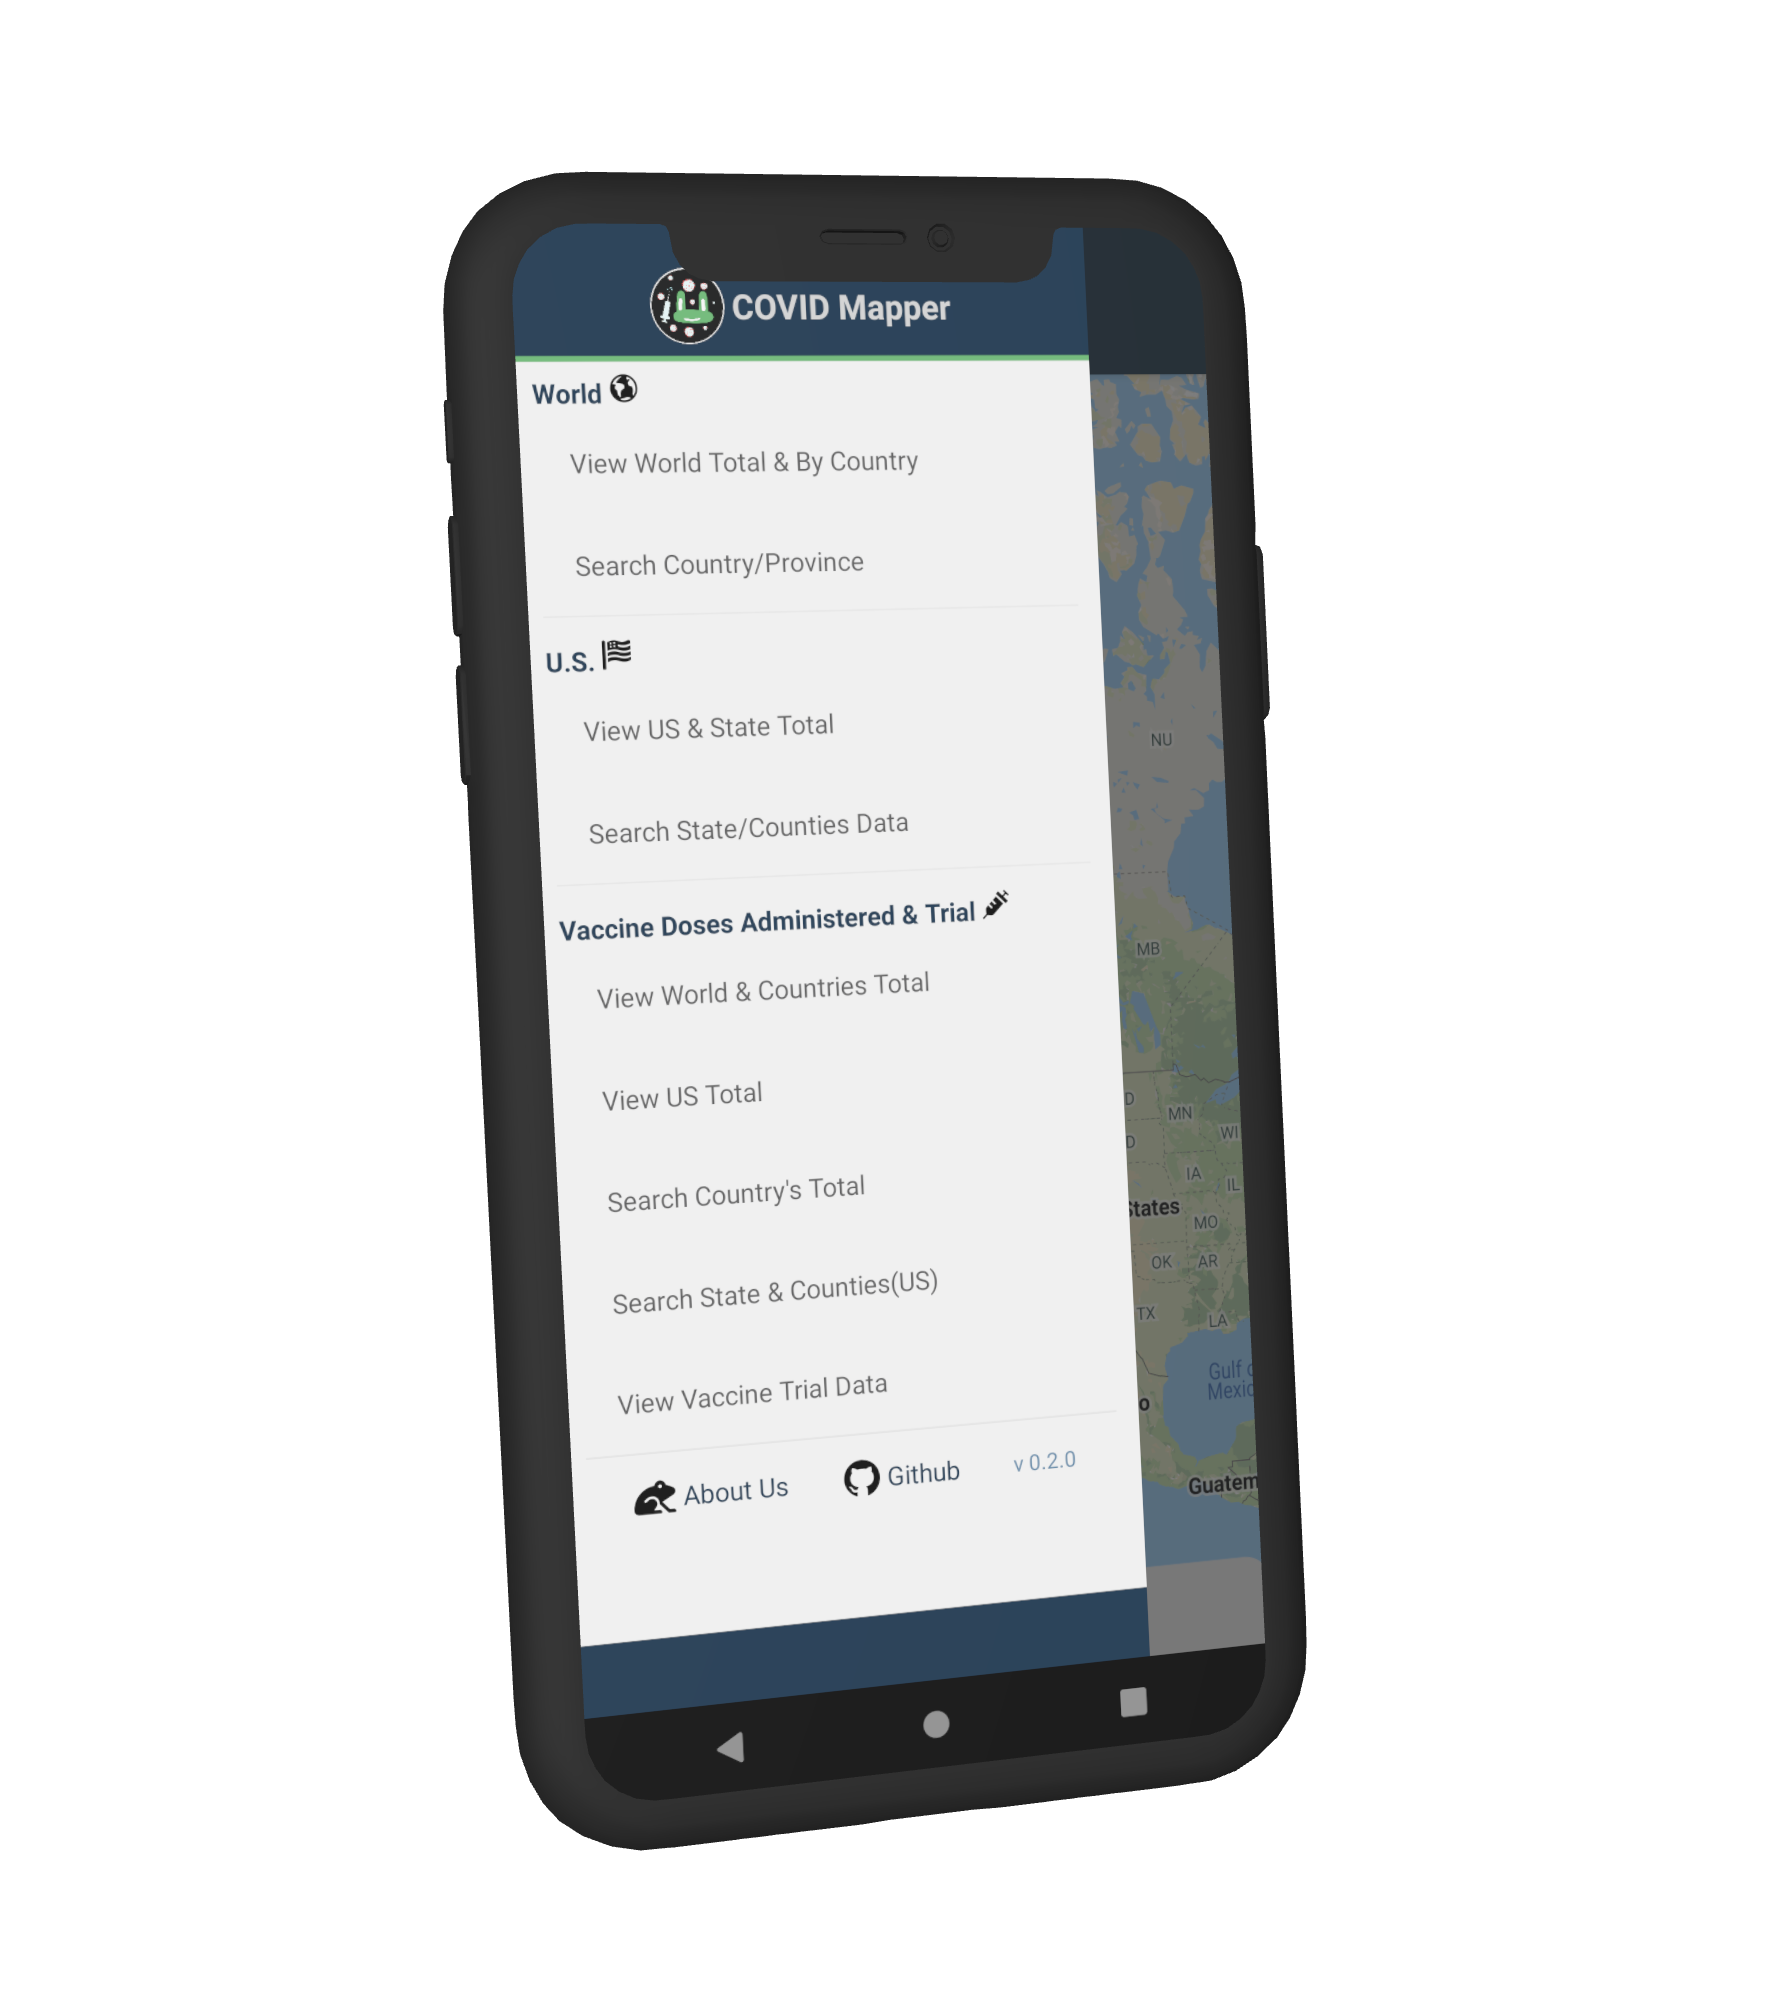 COVID Mapper
World
View World Total & By Country
Search Country/Province
U.S.
View US & State Total
Search State/Counties Data
Vaccine Doses Administered & Trial
View World & Countries Total
View US Total
Search Country's Total
Search State & Counties(US)
View Vaccine Trial Data
About Us
Github
v 0.2.0
NU
MB
D
MN
D
WI
IA
IL
States
MO
OK
AR
TX
LA
Gulf
Mexic
o
Guatem